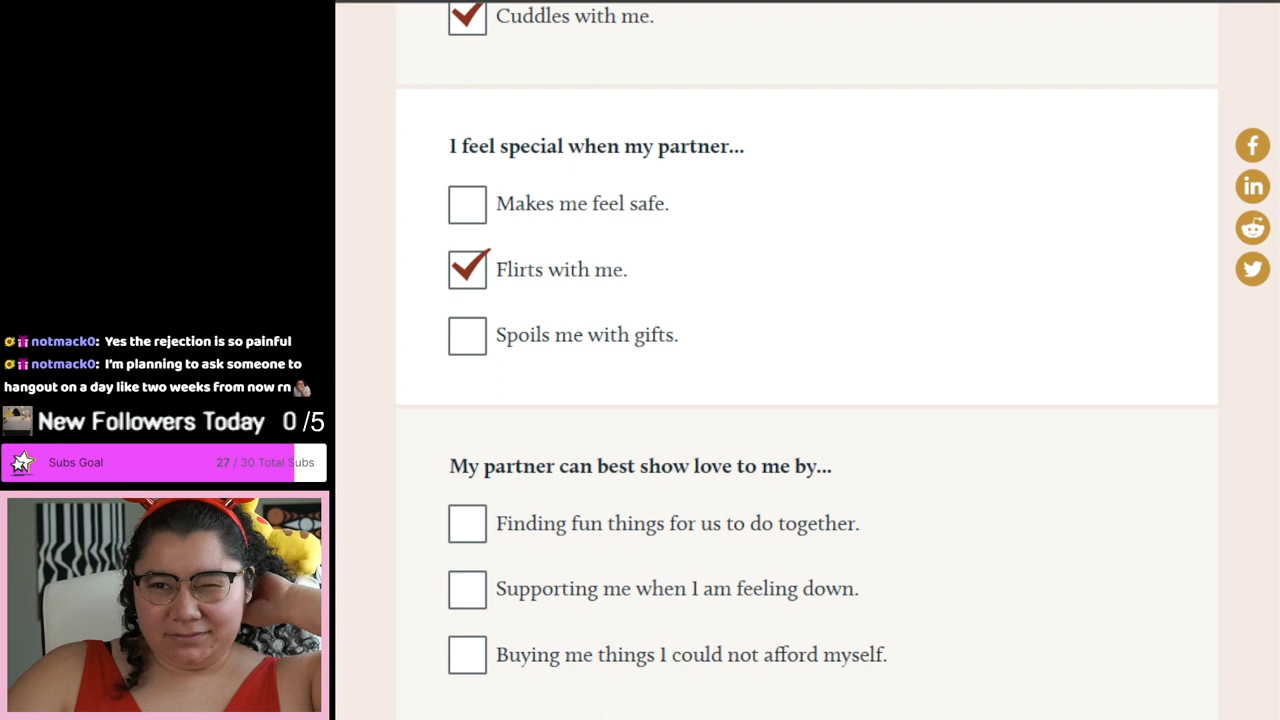 notmack0: Yes the rejection is so painful
notmack0: I'm planning to ask someone to
hangout on a day like two weeks from now rn
New Followers Today 0 /5
Subs Goal 27 / 30 Total Subs
Cuddles with me.
I feel special when my partner...
Makes me feel safe.
Flirts with me.
Spoils me with gifts.
My partner can best show love to me by...
Finding fun things for us to do together.
Supporting me when I am feeling down.
Buying me things I could not afford myself.
f
in